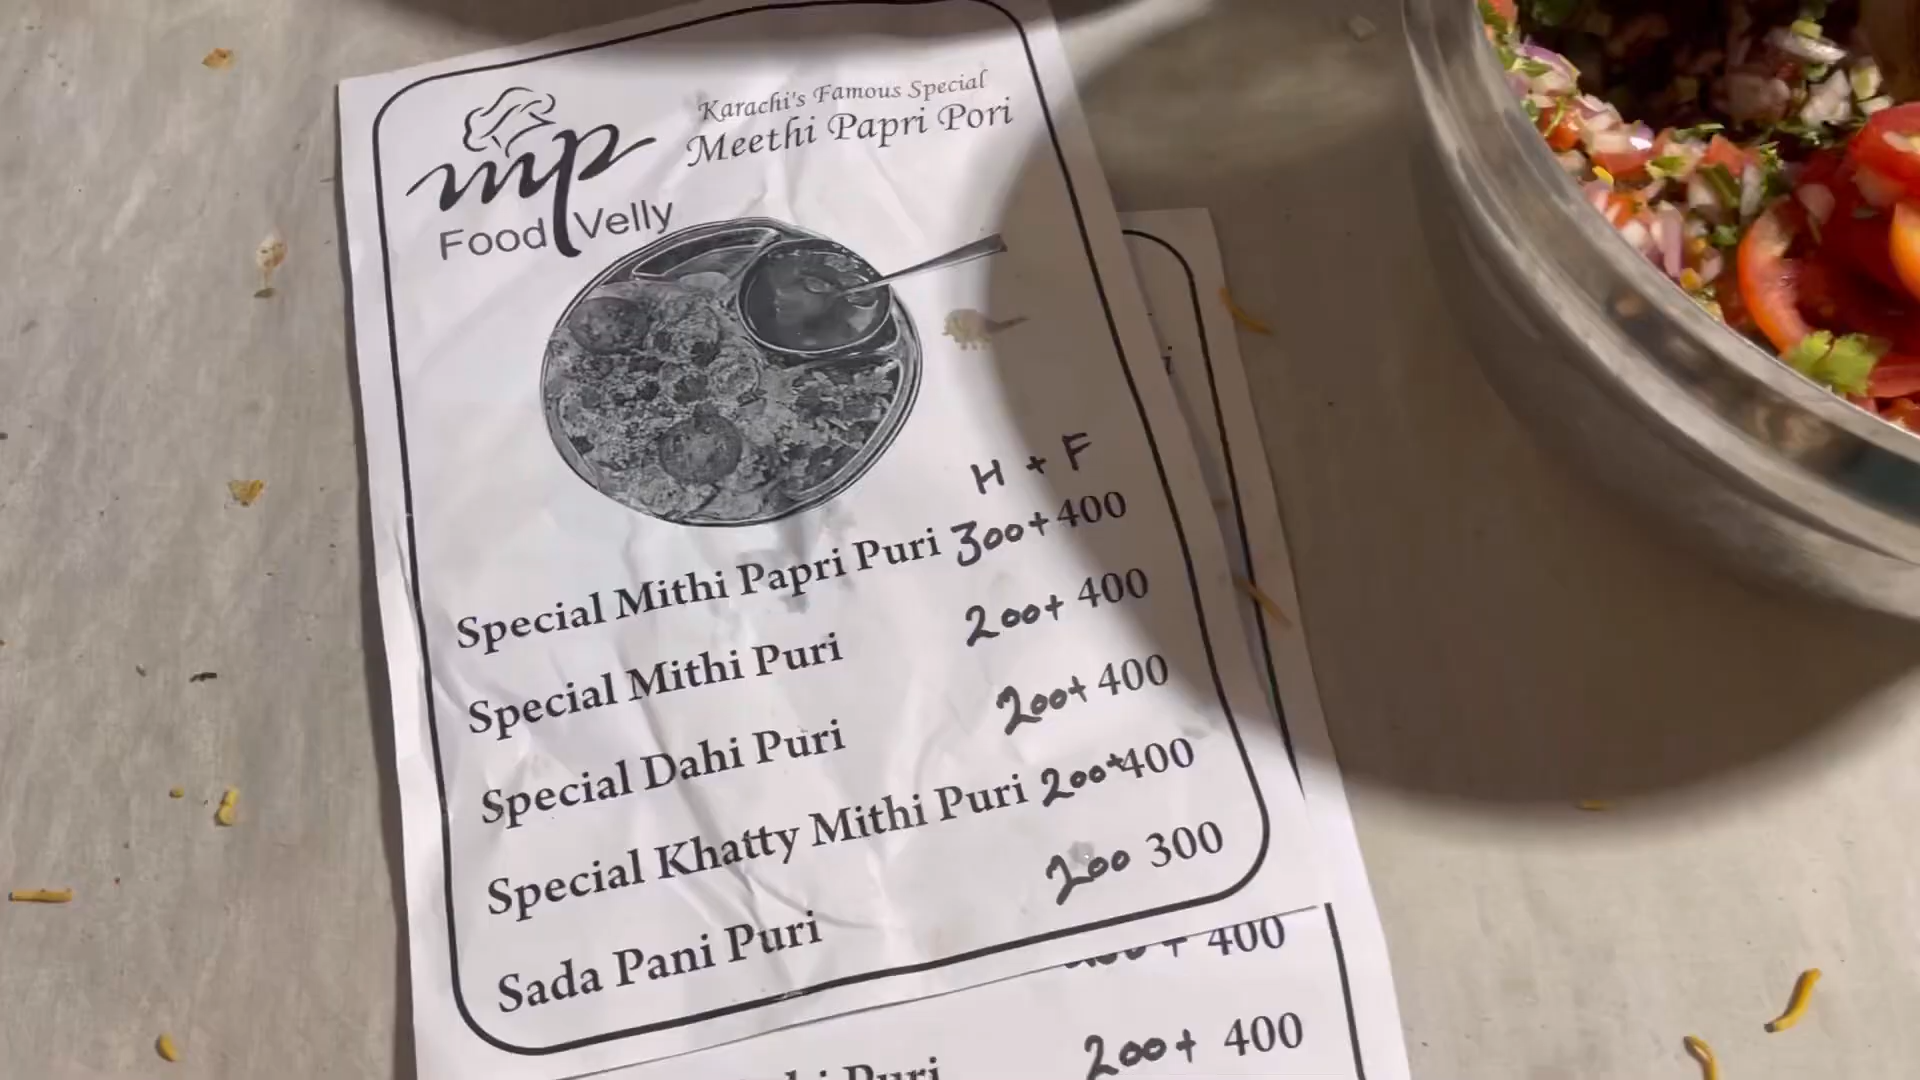 Karachi's Famous Special
Meethi Papri Pori
mp
Food Velly
H + F
Special Mithi Papri Puri 300+400
Special Mithi Puri 200+ 400
Special Dahi Puri 200+ 400
Special Khatty Mithi Puri 200+400
Sada Pani Puri 200 300
+ 400
Puri 200+ 400